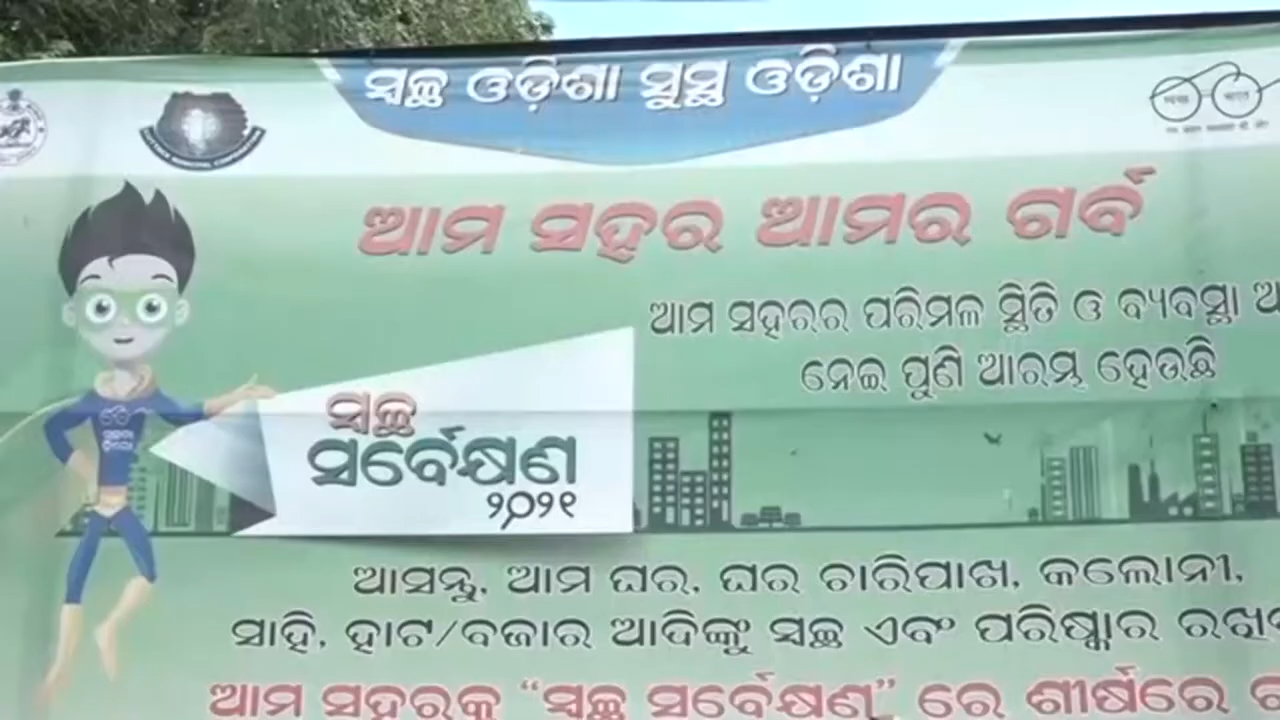 ସ୍ୱଚ୍ଛ ଓଡ଼ିଶା ସୁସ୍ଥ ଓଡ଼ିଶା
ଆମ ସହର ଆମର ଗର୍ବ
ଆମ ସହରର ପରିମଳ ସ୍ଥିତି ଓ ବ୍ୟବସ୍ଥା
ନେଇ ପୁଣି ଆରମ୍ଭ ହେଉଛି
ସ୍ୱଚ୍ଛ
ସର୍ବେକ୍ଷଣ
୨୦୨୧
ଆସନ୍ତୁ, ଆମ ଘର, ଘର ଚାରିପାଖ, କଲୋନୀ,
ସାହି, ହାଟ/ବଜାର ଆଦିଙ୍କୁ ସ୍ୱଚ୍ଛ ଏବଂ ପରିଷ୍କାର
ଆମ ସହରକୁ “ସ୍ୱଚ୍ଛ ସର୍ବେକ୍ଷଣ” ରେ ଶୀର୍ଷରେ